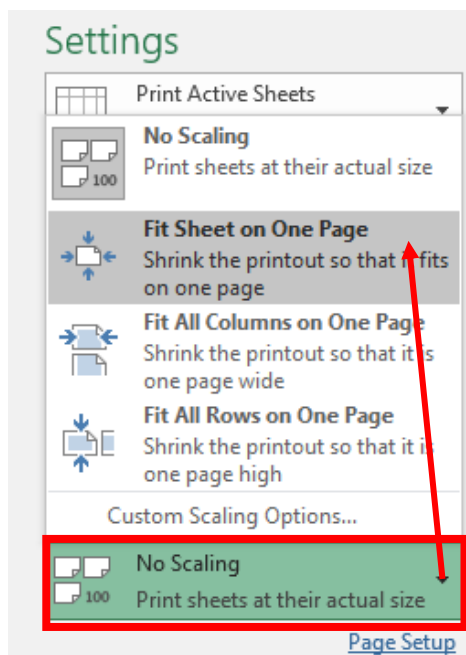 Settings
Print Active Sheets
No Scaling
Print sheets at their actual size
100
Fit Sheet on One Page
Shrink the printout so that it fits
on one page
Fit All Columns on One Page
Shrink the printout so that it is
one page wide
Fit All Rows on One Page
Shrink the printout so that it is
one page high
Custom Scaling Options...
No Scaling
100
Print sheets at their actual size
Page Setup